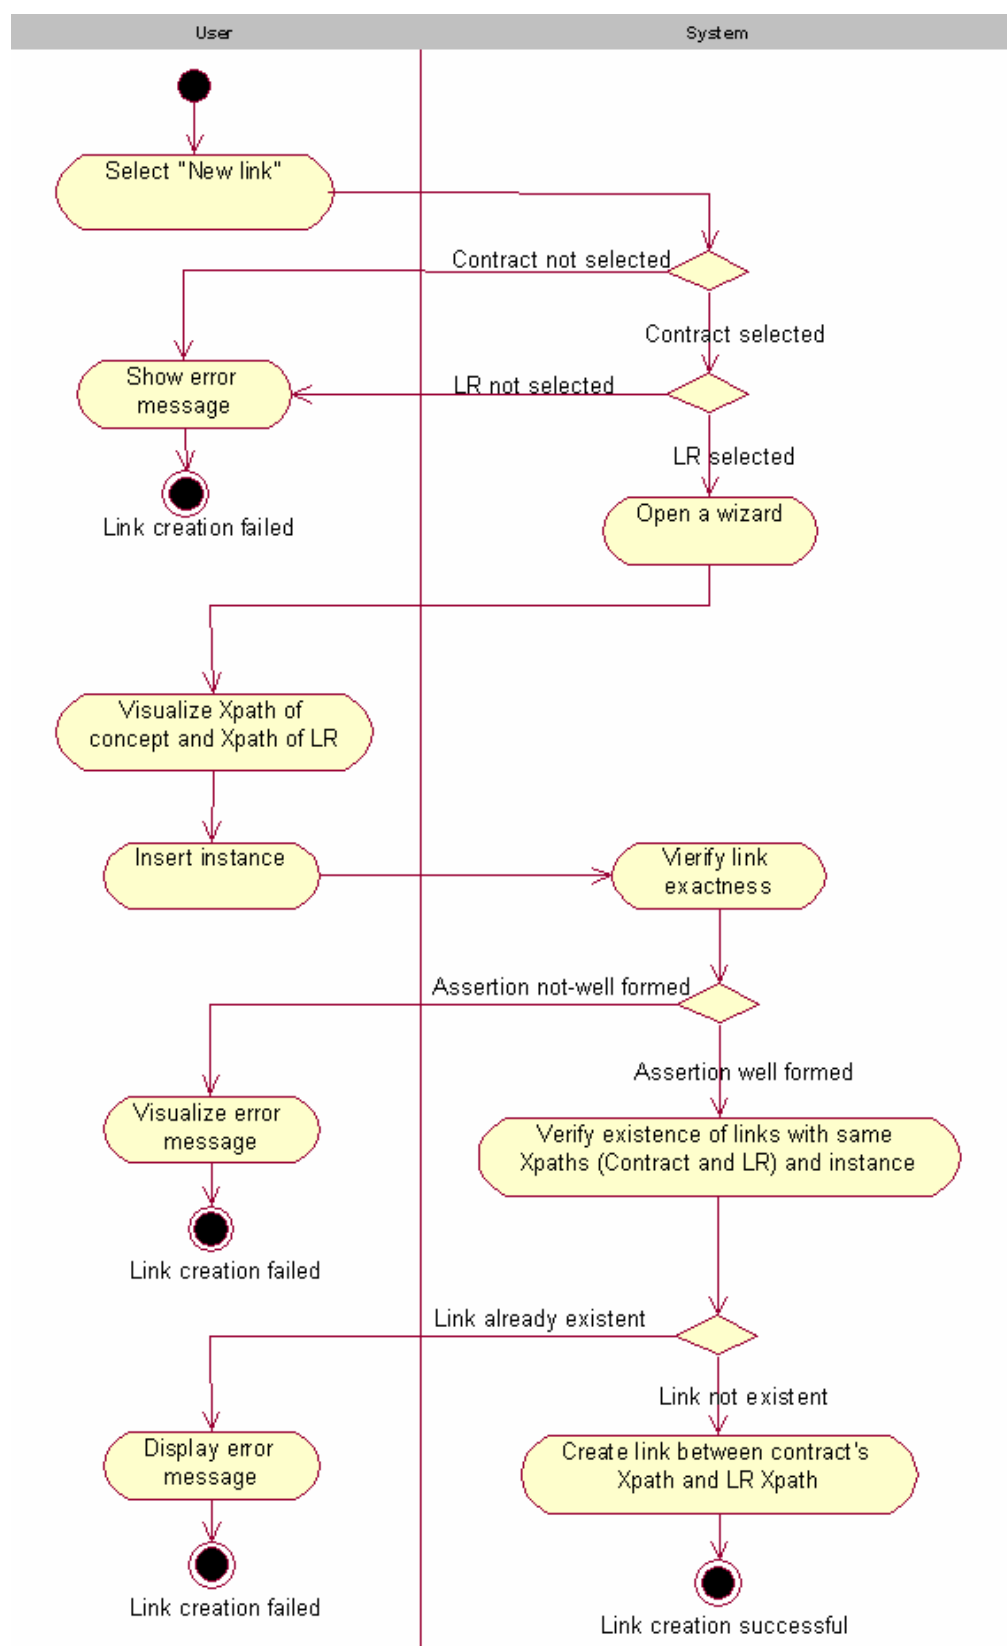 User
System
Select "New link"
Contract not selected
Contract selected
Show error
message
LR not selected
LR selected
Link creation failed
Open a wizard
Visualize Xpath of
concept and Xpath of LR
Insert instance
Vierify link
exactness
Assertion not-well formed
Assertion well formed
Visualize error
message
Verify existence of links with same
Xpaths (Contract and LR) and instance
Link creation failed
Link already existent
Link not existent
Display error
message
Create link between contract's
Xpath and LR Xpath
Link creation failed
Link creation successful